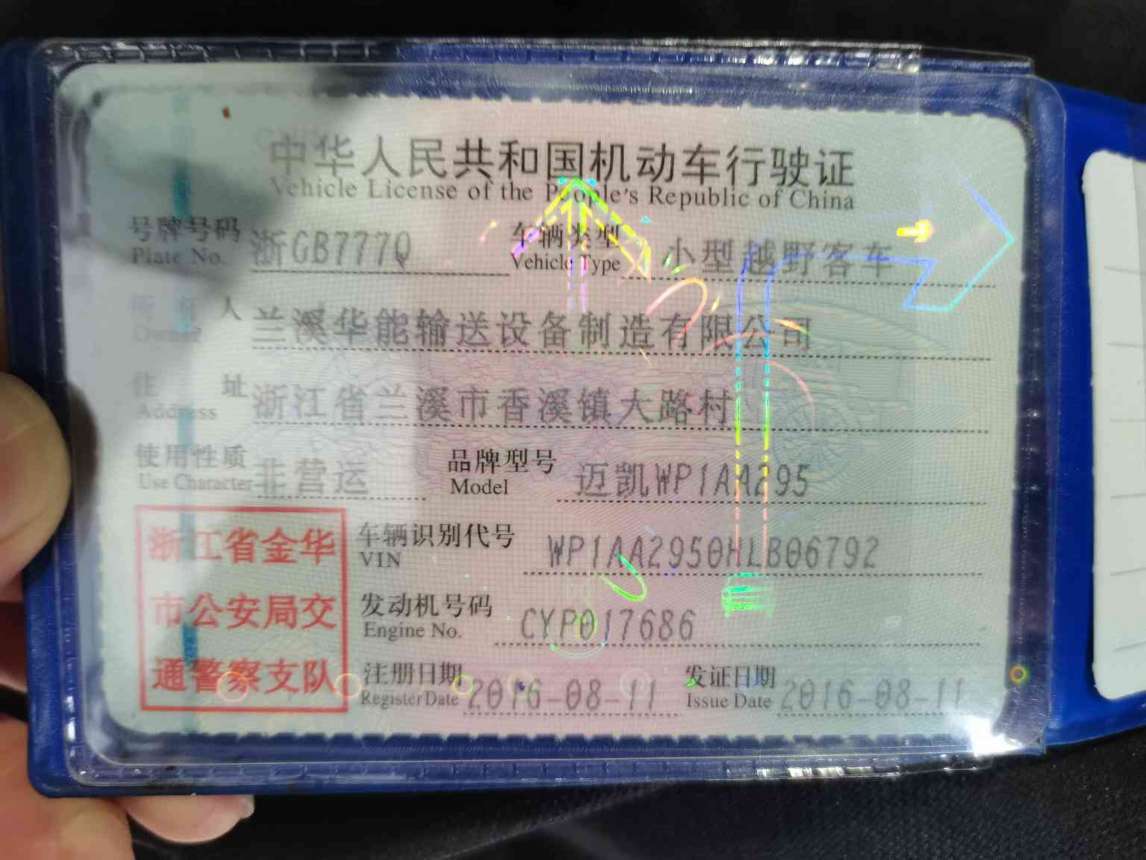 中华人民共和国机动车行驶证
Vehicle License of the People's Republic of China
号牌号码 浙GB777Q 车辆类型 小型越野客车
Plate No. Vehicle Type
所有人 兰溪华能输送设备制造有限公司
Owner
住址 浙江省兰溪市香溪镇大路村
Address
使用性质 非营运 品牌型号 迈凯WP1AA295
Use Character Model
浙江省金华
市公安局交
通警察支队
车辆识别代号 WP1AA2950HLB06792
VIN
发动机号码 CYP017686
Engine No.
注册日期 2016-08-11 发证日期 2016-08-11
Register Date Issue Date